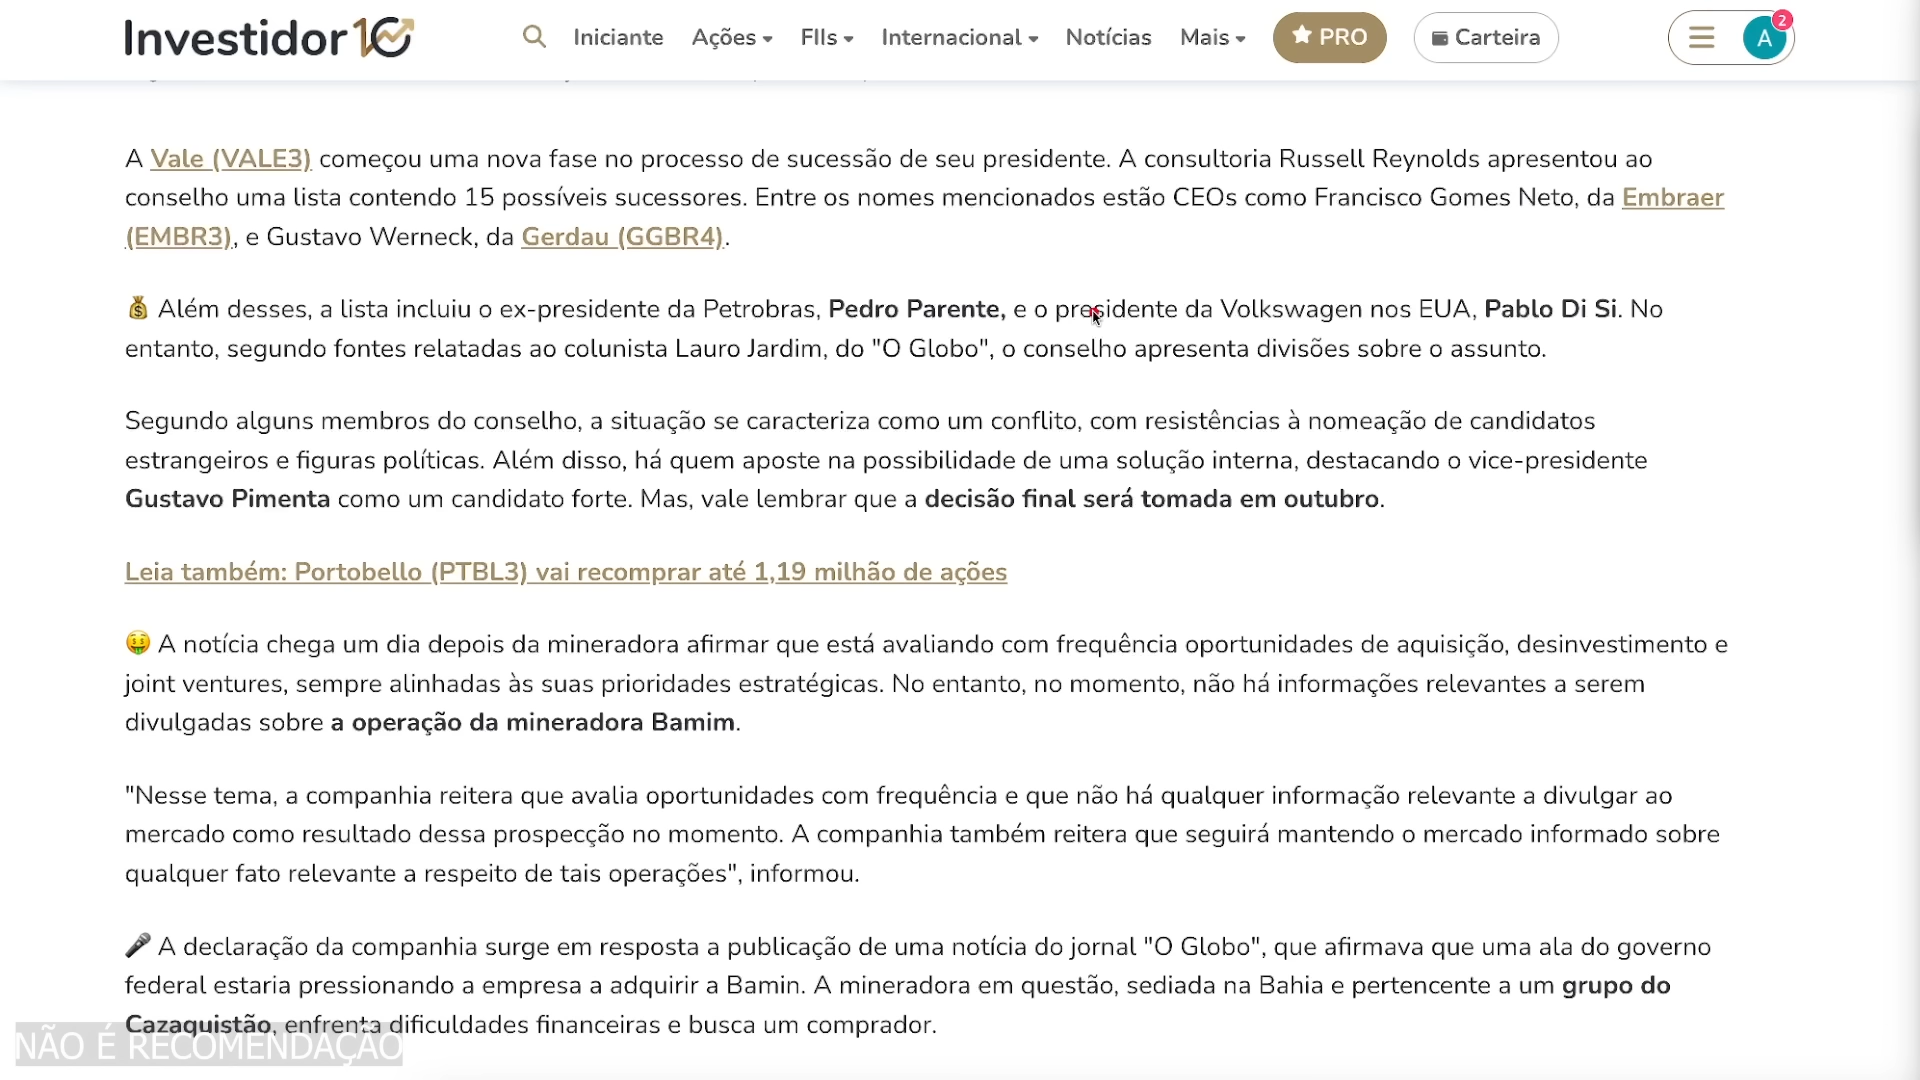 Investidor 10
Iniciante Ações FIIs Internacional Notícias Mais PRO Carteira A 2
A Vale (VALE3) começou uma nova fase no processo de sucessão de seu presidente. A consultoria Russell Reynolds apresentou ao
conselho uma lista contendo 15 possíveis sucessores. Entre os nomes mencionados estão CEOs como Francisco Gomes Neto, da Embraer
(EMBR3), e Gustavo Werneck, da Gerdau (GGBR4).
💰 Além desses, a lista incluiu o ex-presidente da Petrobras, Pedro Parente, e o presidente da Volkswagen nos EUA, Pablo Di Si. No
entanto, segundo fontes relatadas ao colunista Lauro Jardim, do "O Globo", o conselho apresenta divisões sobre o assunto.
Segundo alguns membros do conselho, a situação se caracteriza como um conflito, com resistências à nomeação de candidatos
estrangeiros e figuras políticas. Além disso, há quem aposte na possibilidade de uma solução interna, destacando o vice-presidente
Gustavo Pimenta como um candidato forte. Mas, vale lembrar que a decisão final será tomada em outubro.
Leia também: Portobello (PTBL3) vai recomprar até 1,19 milhão de ações
🤑 A notícia chega um dia depois da mineradora afirmar que está avaliando com frequência oportunidades de aquisição, desinvestimento e
joint ventures, sempre alinhadas às suas prioridades estratégicas. No entanto, no momento, não há informações relevantes a serem
divulgadas sobre a operação da mineradora Bamim.
"Nesse tema, a companhia reitera que avalia oportunidades com frequência e que não há qualquer informação relevante a divulgar ao
mercado como resultado dessa prospecção no momento. A companhia também reitera que seguirá mantendo o mercado informado sobre
qualquer fato relevante a respeito de tais operações", informou.
🎤 A declaração da companhia surge em resposta a publicação de uma notícia do jornal "O Globo", que afirmava que uma ala do governo
federal estaria pressionando a empresa a adquirir a Bamin. A mineradora em questão, sediada na Bahia e pertencente a um grupo do
Cazaquistão, enfrenta dificuldades financeiras e busca um comprador.
NÃO É RECOMENDAÇÃO